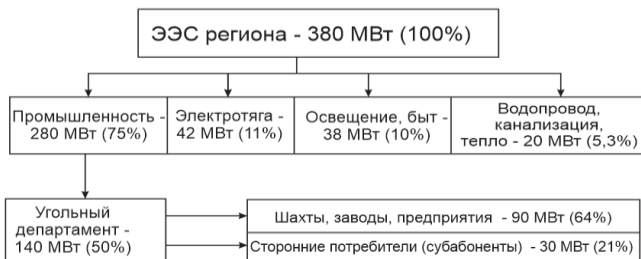 ЭЭС региона - 380 МВт (100%)
Промышленность -
280 МВт (75%)
Электротяга -
42 МВт (11%)
Освещение, быт -
38 МВт (10%)
Водопровод,
канализация,
тепло - 20 МВт (5,3%)
Угольный
департамент -
140 МВт (50%)
Шахты, заводы, предприятия - 90 МВт (64%)
Сторонние потребители (субабоненты) - 30 МВт (21%)